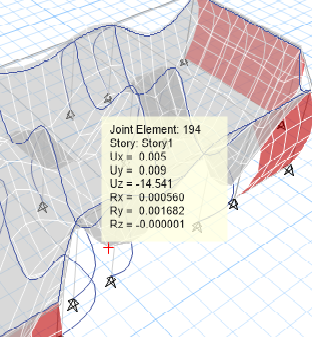 Joint Element: 194
Story: Story1
Ux = 0.005
Uy = 0.009
Uz = -14.541
Rx = 0.000560
Ry = 0.001682
Rz = -0.000001